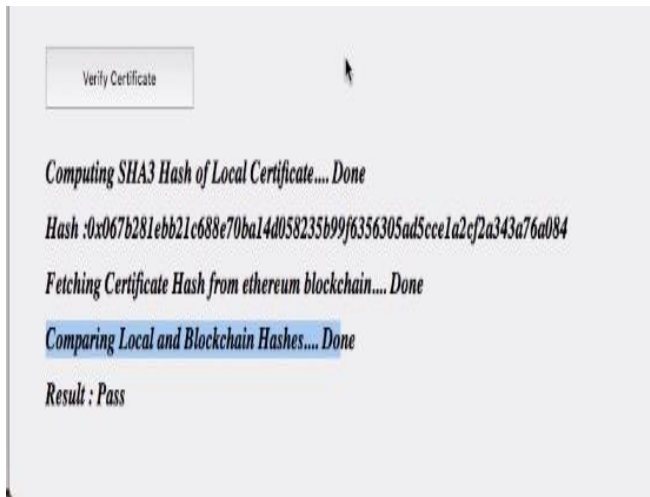 Verify Certificate
Computing SHA3 Hash of Local Certificate.... Done
Hash :0x067b281ebb21c688e70ba14d058235b99f6356305ad5cce1a2cf2a343a76a084
Fetching Certificate Hash from ethereum blockchain.... Done
Comparing Local and Blockchain Hashes.... Done
Result : Pass